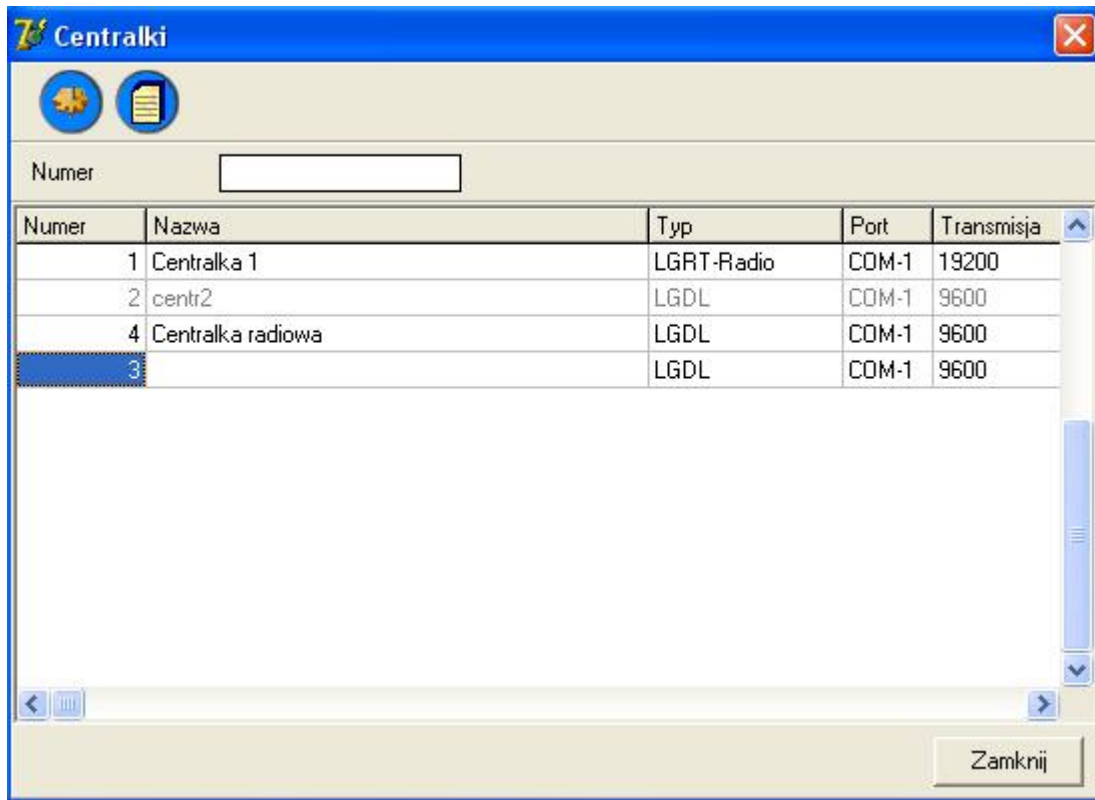 Centralki
Numer
Numer Nazwa Typ Port Transmisja
1 Centralka 1 LGRT-Radio COM-1 19200
2 centr2 LGDL COM-1 9600
4 Centralka radiowa LGDL COM-1 9600
3 LGDL COM-1 9600
Zamknij